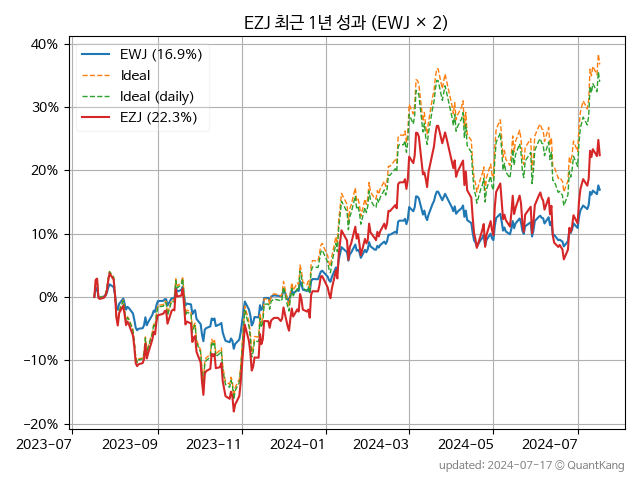 EZJ 최근 1년 성과 (EWJ × 2)
40%
30%
20%
10%
0%
−10%
−20%
EWJ (16.9%)
Ideal
Ideal (daily)
EZJ (22.3%)
2023-07 2023-09 2023-11 2024-01 2024-03 2024-05 2024-07
updated: 2024-07-17 © QuantKang